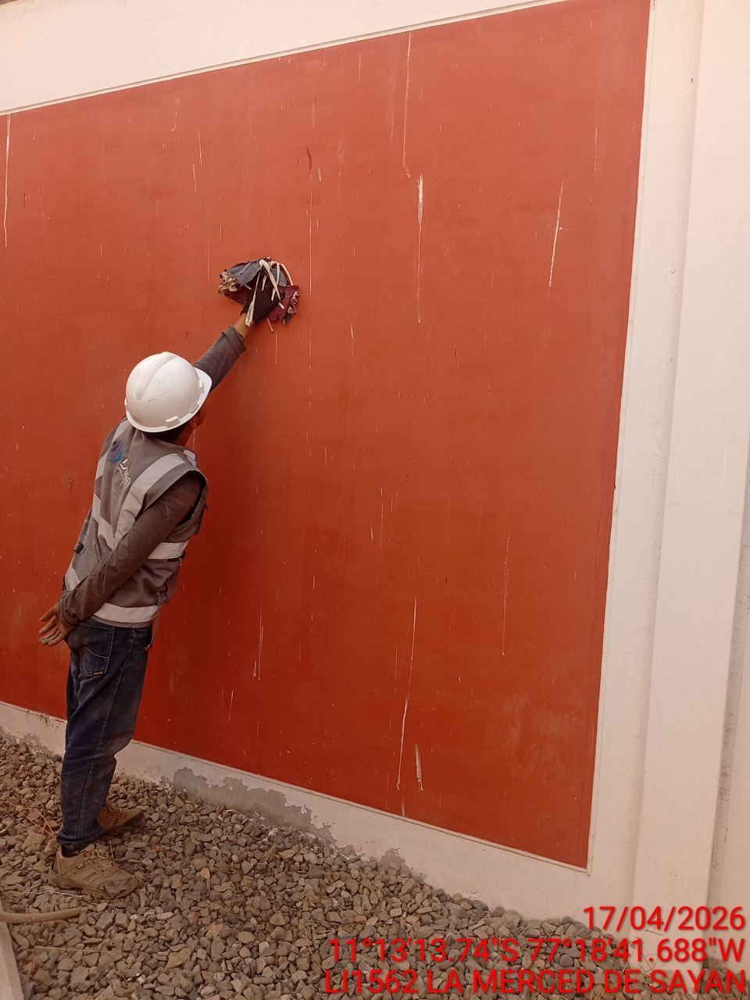 17/04/2026
11°13'13.74"S 77°18'41.688"W
LI1562 LA MERCED DE SAYAN